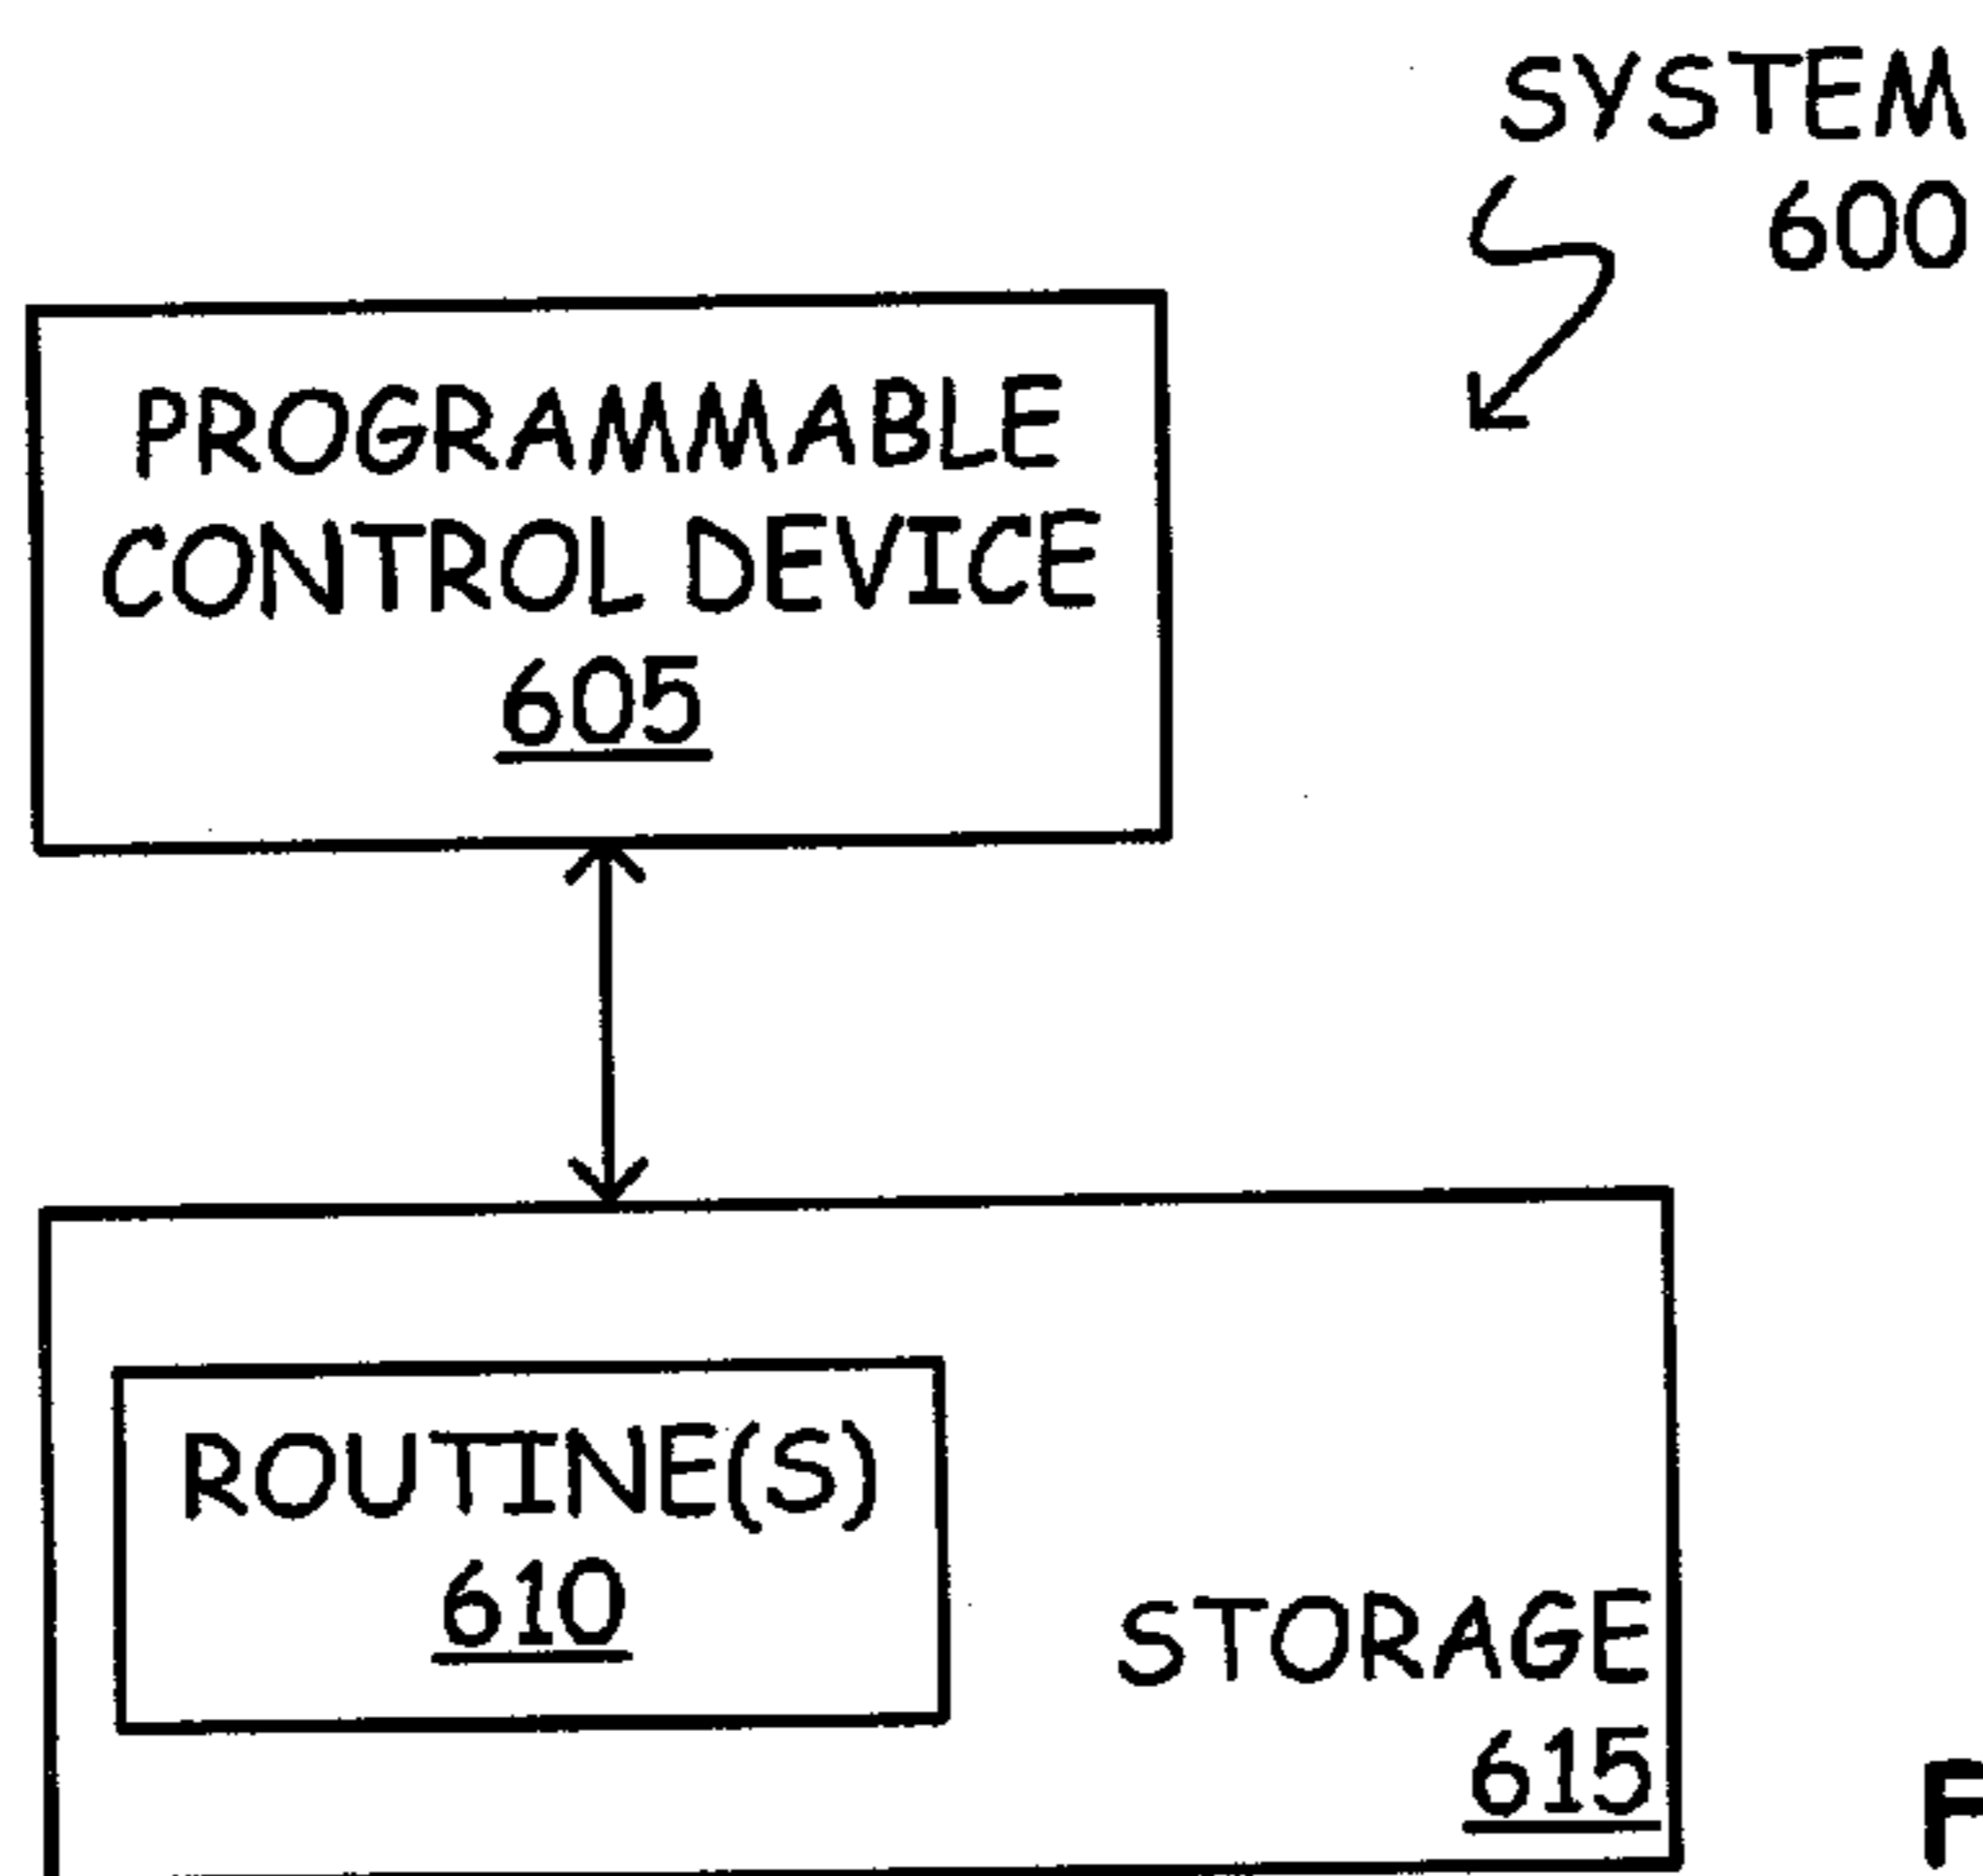 SYSTEM
600
PROGRAMMABLE
CONTROL DEVICE
605
ROUTINE(S)
610
STORAGE
615
F